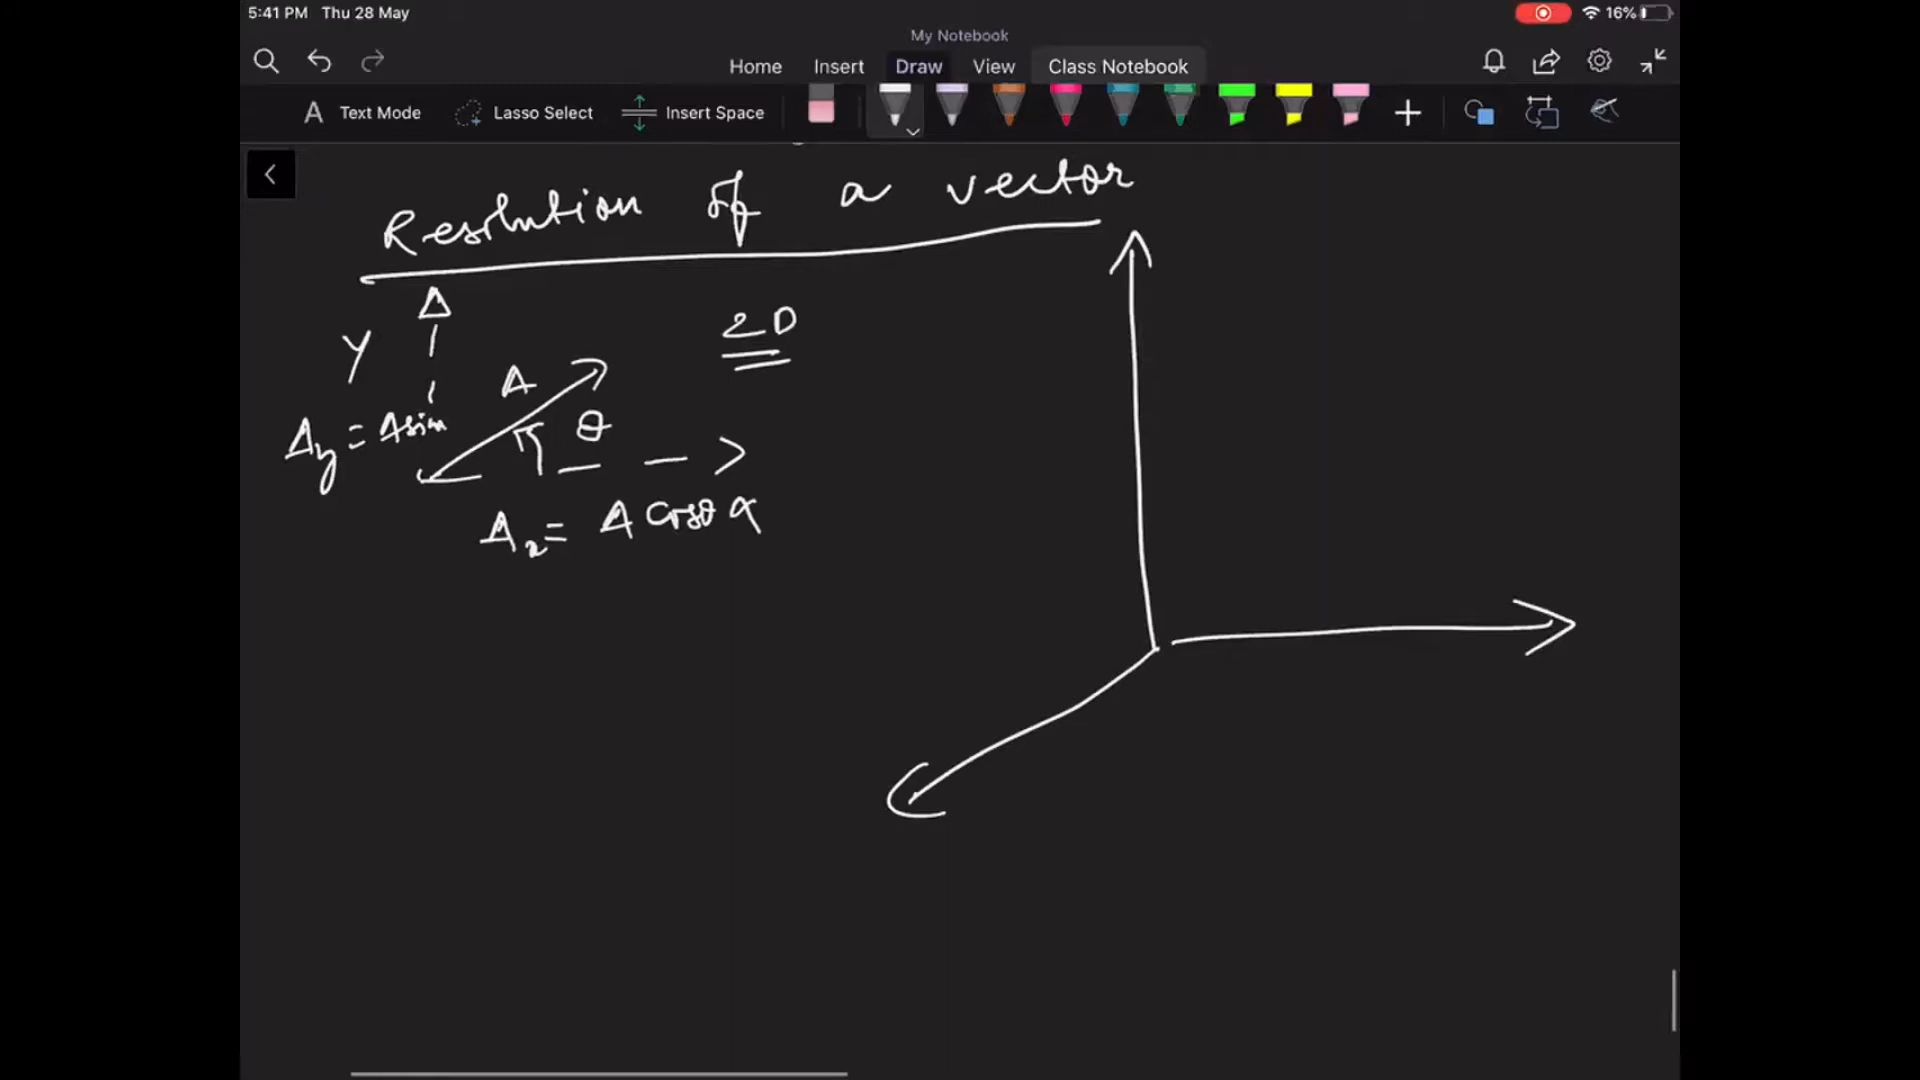 5:41 PM Thu 28 May
16%
My Notebook
Home Insert Draw View Class Notebook
A Text Mode Lasso Select Insert Space
Resolution of a vector
2D
Y
A
θ
Ay = A sin
Ax = A cosθ x